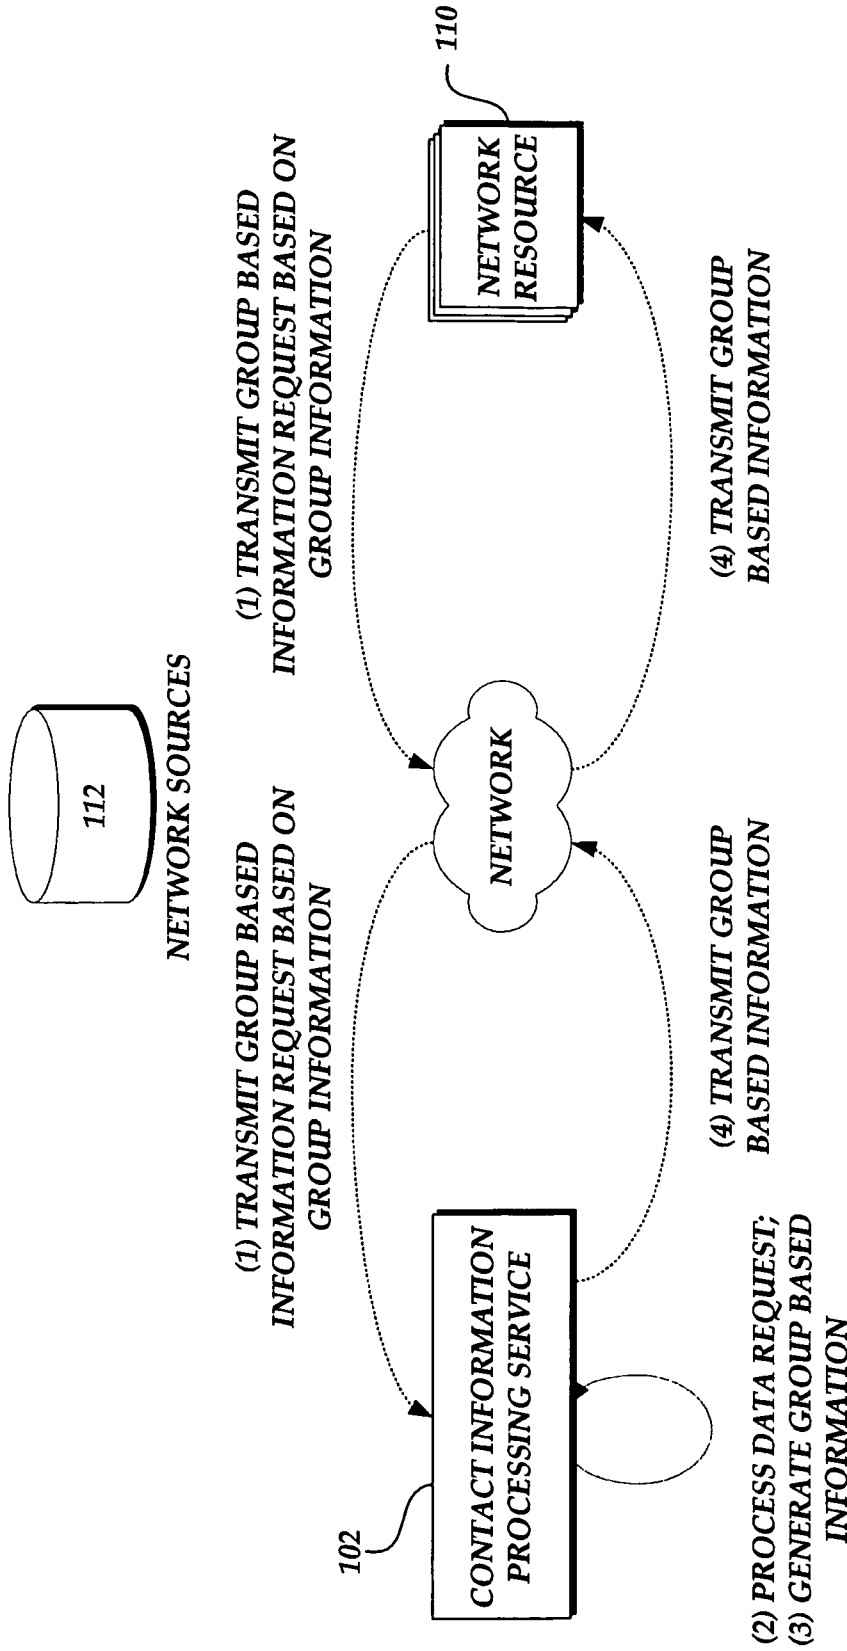 112
NETWORK SOURCES
(1) TRANSMIT GROUP BASED
INFORMATION REQUEST BASED ON
GROUP INFORMATION
(1) TRANSMIT GROUP BASED
INFORMATION REQUEST BASED ON
GROUP INFORMATION
102
CONTACT INFORMATION
PROCESSING SERVICE
NETWORK
NETWORK
RESOURCE
110
(4) TRANSMIT GROUP
BASED INFORMATION
(4) TRANSMIT GROUP
BASED INFORMATION
(2) PROCESS DATA REQUEST;
(3) GENERATE GROUP BASED
INFORMATION